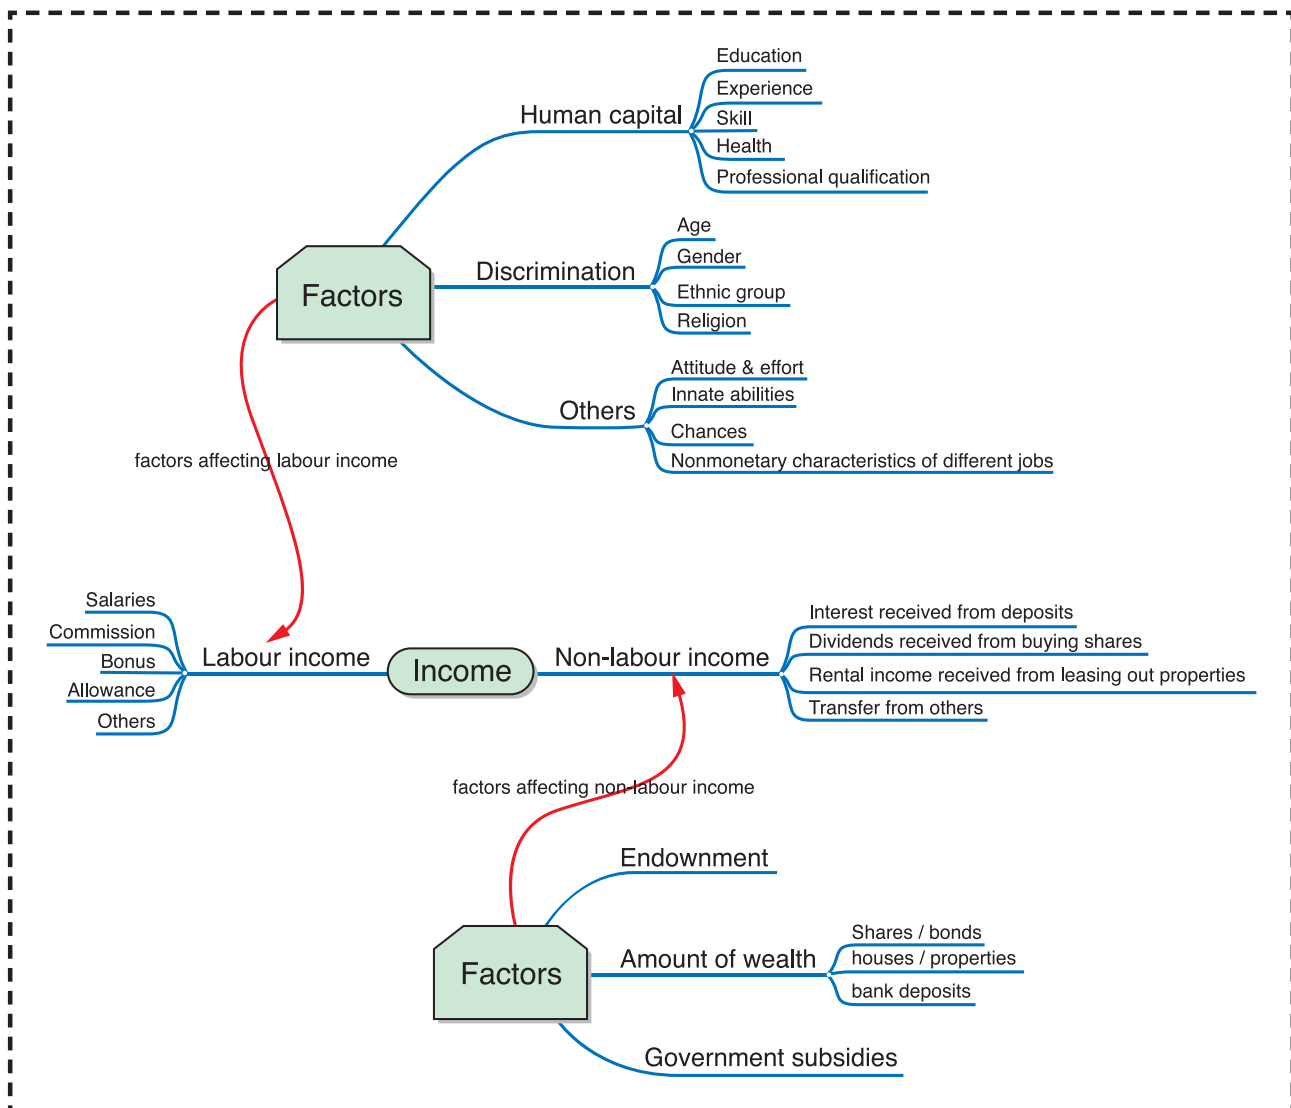 Education
Experience
Human capital
Skill
Health
Professional qualification
Age
Gender
Discrimination
Factors
Ethnic group
Religion
Attitude & effort
Innate abilities
Others
Chances
Nonmonetary characteristics of different jobs
factors affecting labour income
Salaries
Commission
Bonus
Allowance
Others
Labour income
Income
Non-labour income
Interest received from deposits
Dividends received from buying shares
Rental income received from leasing out properties
Transfer from others
factors affecting non-labour income
Endownment
Factors
Amount of wealth
Shares / bonds
houses / properties
bank deposits
Government subsidies